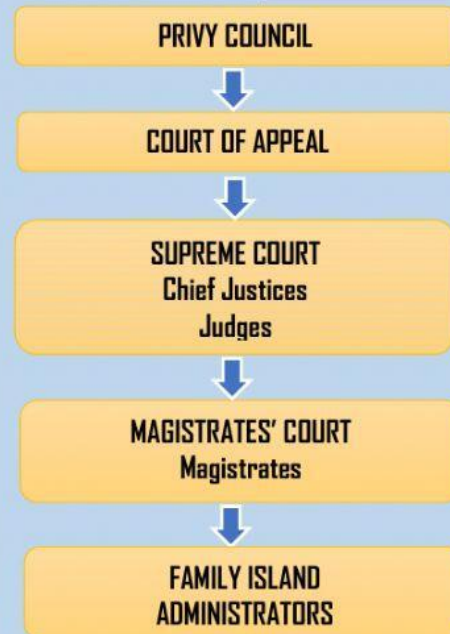 PRIVY COUNCIL
COURT OF APPEAL
SUPREME COURT
Chief Justices
Judges
MAGISTRATES' COURT
Magistrates
FAMILY ISLAND
ADMINISTRATORS